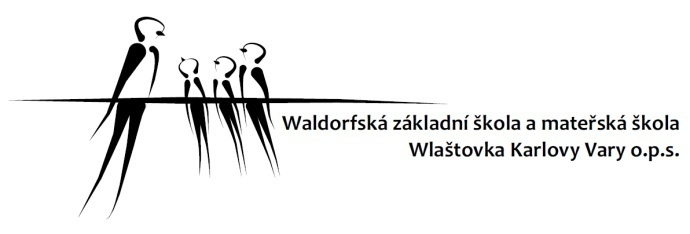 Waldorfská základní škola a mateřská škola
Wlaštovka Karlovy Vary o.p.s.